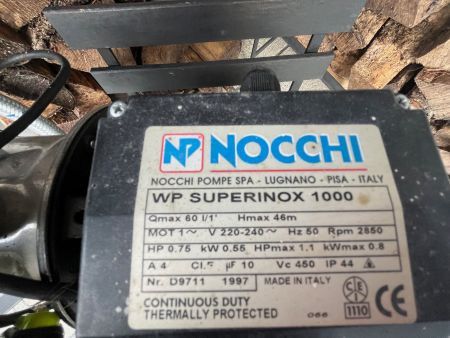 NP NOCCHI
NOCCHI POMPE SPA - LUGNANO - PISA - ITALY
WP SUPERINOX 1000
Qmax 60 l/1' Hmax 46m
MOT 1~ V 220-240~ Hz 50 Rpm 2850
HP 0.75 kW 0.55 HPmax 1.1 kWmax 0.8
A 4 Cl.F µF 10 Vc 450 IP 44
Nr. D9711 1997 MADE IN ITALY
CONTINUOUS DUTY
THERMALLY PROTECTED 066
CEI
1110